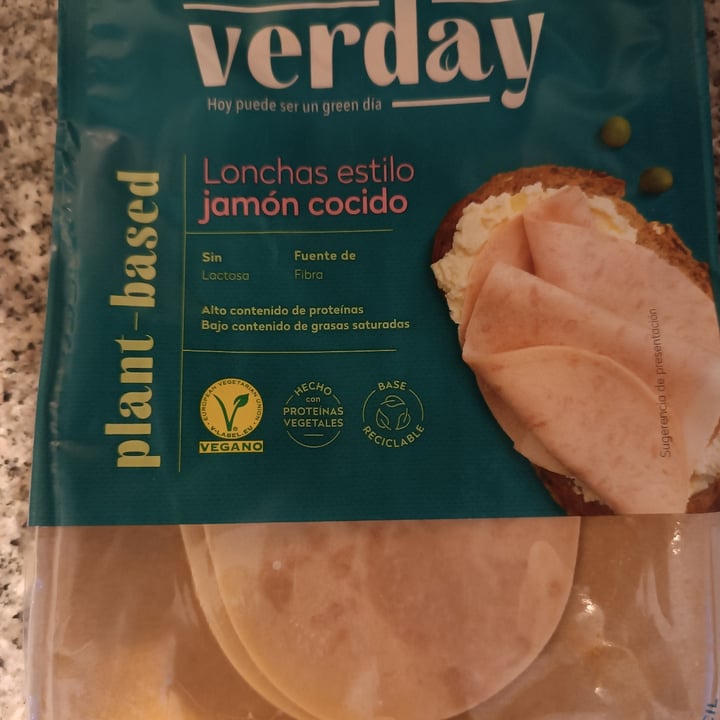 verday
Hoy puede ser un green día
plant-based
Lonchas estilo
jamón cocido
Sin
Lactosa
Fuente de
Fibra
Alto contenido de proteínas
Bajo contenido de grasas saturadas
EUROPEAN VEGETARIAN UNION
V-LABEL.EU
VEGANO
HECHO
con
PROTEÍNAS
VEGETALES
BASE
RECICLABLE
Sugerencia de presentación